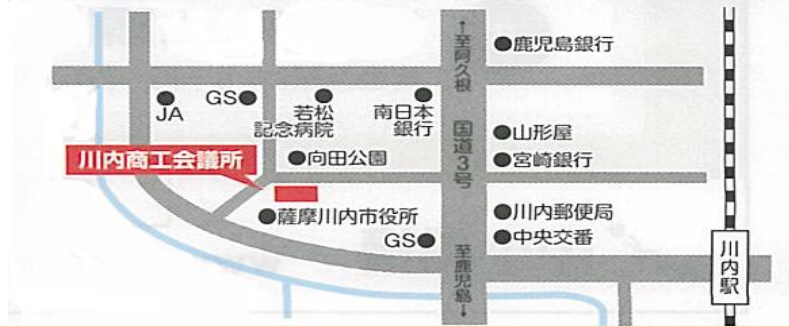 ←至阿久根
国道3号
至鹿児島→
鹿児島銀行
JA
GS
若松
記念病院
南日本
銀行
山形屋
宮崎銀行
川内商工会議所
向田公園
薩摩川内市役所
GS
川内郵便局
中央交番
川内駅